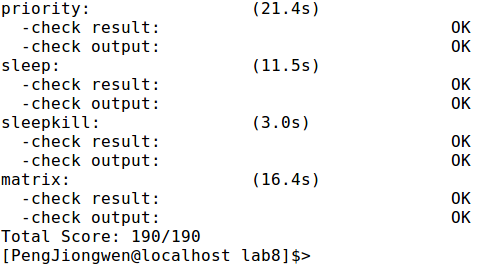 priority:                (21.4s)
  -check result:                             OK
  -check output:                             OK
sleep:                   (11.5s)
  -check result:                             OK
  -check output:                             OK
sleepkill:               (3.0s)
  -check result:                             OK
  -check output:                             OK
matrix:                  (16.4s)
  -check result:                             OK
  -check output:                             OK
Total Score: 190/190
[PengJiongwen@localhost lab8]$>